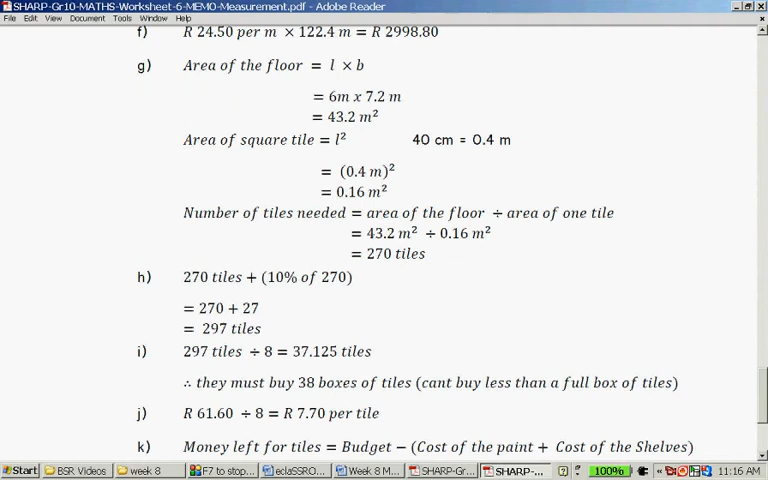 SHARP-Gr10-MATHS-Worksheet-6-MEMO-Measurement.pdf - Adobe Reader
File Edit View Document Tools Window Help
f) R 24.50 per m × 122.4 m = R 2998.80
g) Area of the floor = l × b
= 6m x 7.2 m
= 43.2 m²
Area of square tile = l² 40 cm = 0.4 m
= (0.4 m)²
= 0.16 m²
Number of tiles needed = area of the floor ÷ area of one tile
= 43.2 m² ÷ 0.16 m²
= 270 tiles
h) 270 tiles + (10% of 270)
= 270 + 27
= 297 tiles
i) 297 tiles ÷ 8 = 37.125 tiles
∴ they must buy 38 boxes of tiles (cant buy less than a full box of tiles)
j) R 61.60 ÷ 8 = R 7.70 per tile
k) Money left for tiles = Budget − (Cost of the paint + Cost of the Shelves)
Start BSR Videos week 8 F7 to stop... eclaSSRO... Week 8 M... SHARP-Gr... SHARP-... 100% 11:16 AM